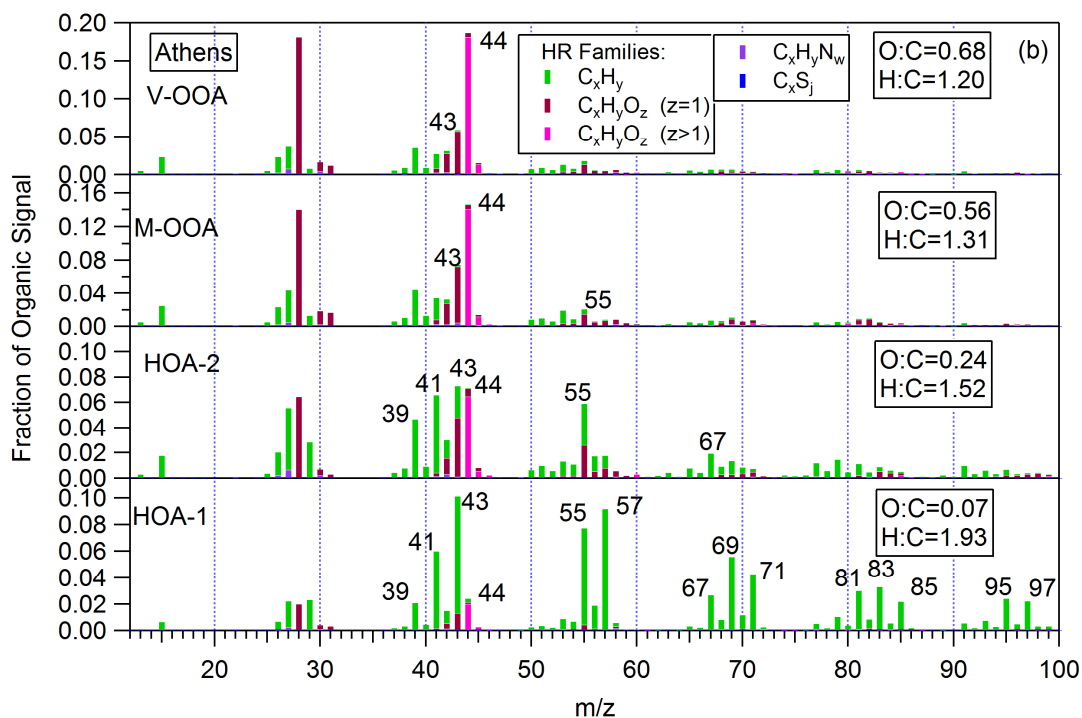 (b)
Athens
V-OOA
HR Families:
CxHy
CxHyOz (z=1)
CxHyOz (z>1)
CxHyNw
CxSj
O:C=0.68
H:C=1.20
0.20
0.15
0.10
0.05
0.00
43
44
M-OOA
O:C=0.56
H:C=1.31
0.16
0.12
0.08
0.04
0.00
43
44
55
HOA-2
O:C=0.24
H:C=1.52
0.10
0.08
0.06
0.04
0.02
0.00
39
41
43
44
55
67
HOA-1
O:C=0.07
H:C=1.93
0.10
0.08
0.06
0.04
0.02
0.00
39
41
43
44
55
57
67
69
71
81
83
85
95
97
Fraction of Organic Signal
20 30 40 50 60 70 80 90 100
m/z